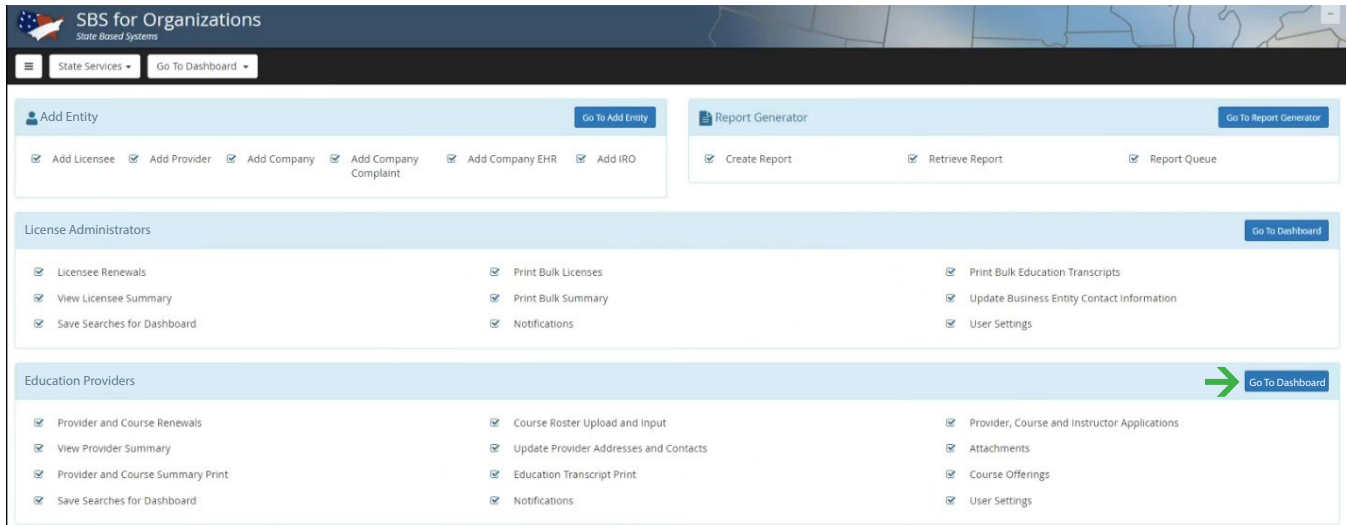 SBS for Organizations
State Based Systems
State Services
Go To Dashboard
Add Entity
Go To Add Entity
Add Licensee
Add Provider
Add Company
Add Company
Complaint
Add Company EHR
Add IRO
Report Generator
Go To Report Generator
Create Report
Retrieve Report
Report Queue
License Administrators
Go To Dashboard
Licensee Renewals
Print Bulk Licenses
Print Bulk Education Transcripts
View Licensee Summary
Print Bulk Summary
Update Business Entity Contact Information
Save Searches for Dashboard
Notifications
User Settings
Education Providers
Go To Dashboard
Provider and Course Renewals
Course Roster Upload and Input
Provider, Course and Instructor Applications
View Provider Summary
Update Provider Addresses and Contacts
Attachments
Provider and Course Summary Print
Education Transcript Print
Course Offerings
Save Searches for Dashboard
Notifications
User Settings